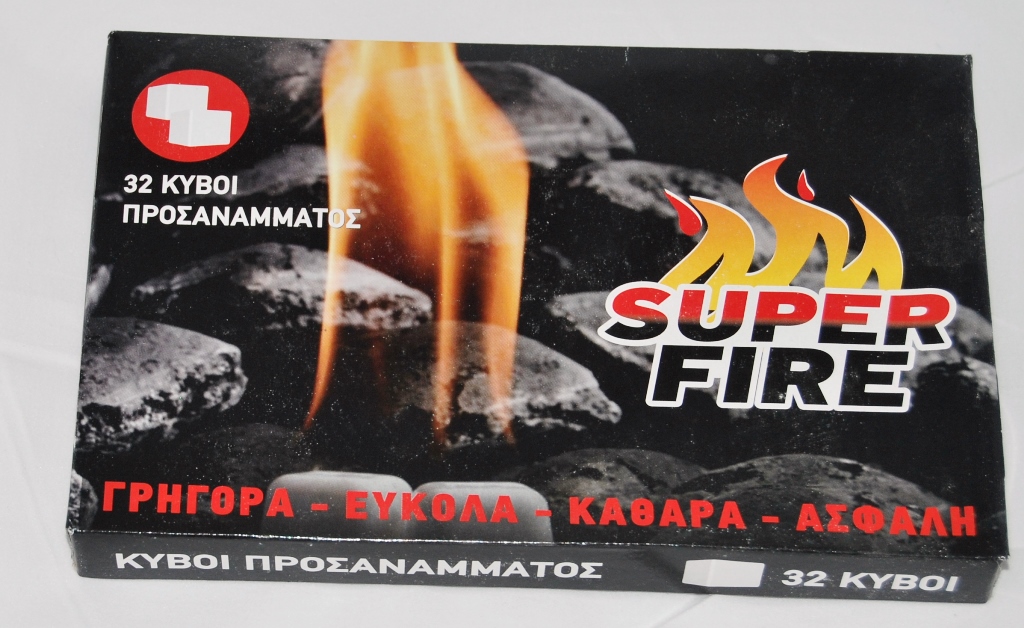 32 ΚΥΒΟΙ
ΠΡΟΣΑΝΑΜΜΑΤΟΣ
SUPER
FIRE
ΓΡΗΓΟΡΑ - ΕΥΚΟΛΑ - ΚΑΘΑΡΑ - ΑΣΦΑΛΗ
ΚΥΒΟΙ ΠΡΟΣΑΝΑΜΜΑΤΟΣ 32 ΚΥΒΟΙ